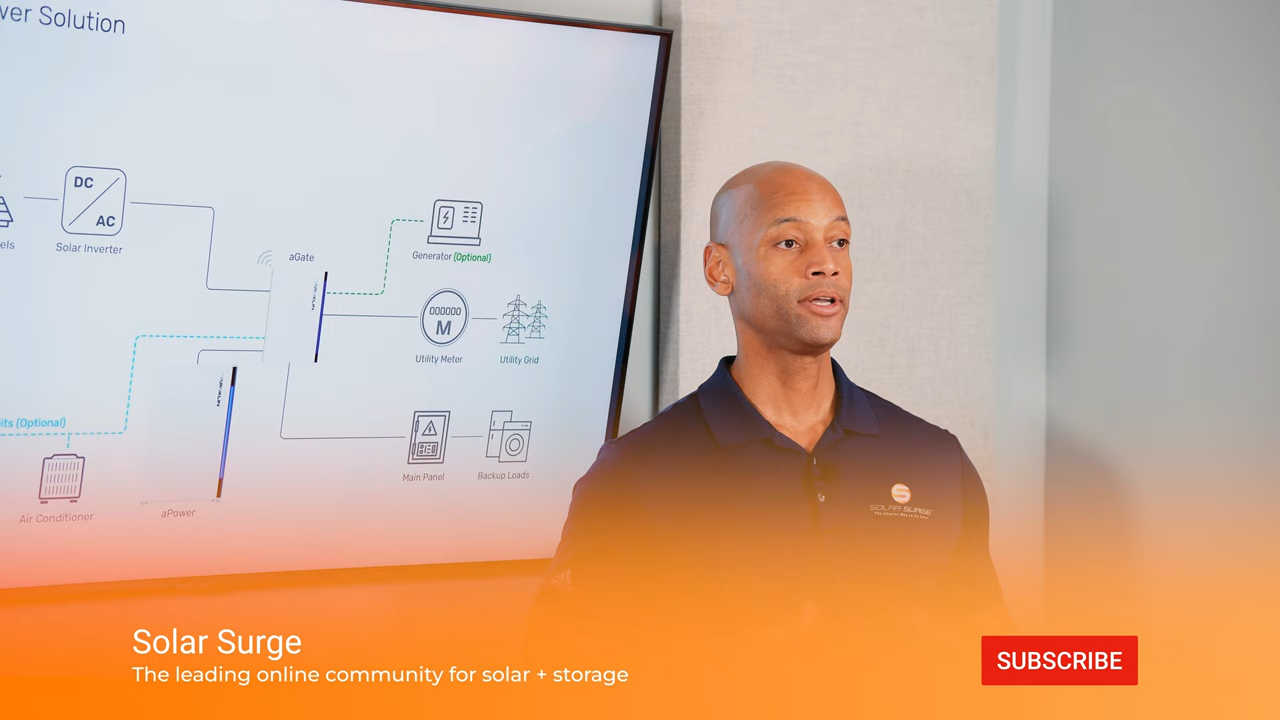 ver Solution
DC
AC
els
Solar Inverter
aGate
Generator (Optional)
000000
M
Utility Meter
Utility Grid
its (Optional)
Main Panel
Backup Loads
Air Conditioner
aPower
SOLAR SURGE
Solar Surge
The leading online community for solar + storage
SUBSCRIBE